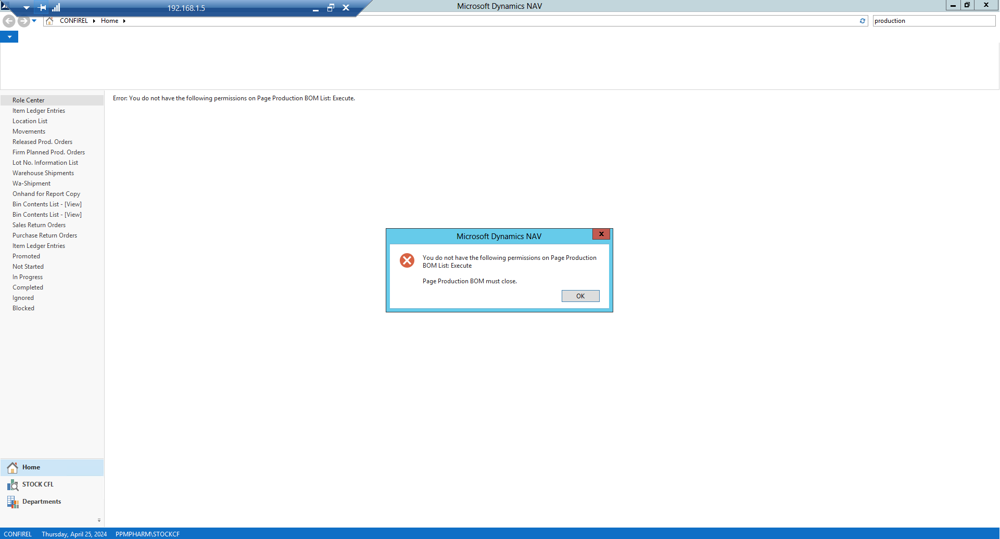 192.168.1.5
Microsoft Dynamics NAV
CONFIREL
Home
production
Role Center
Item Ledger Entries
Location List
Movements
Released Prod. Orders
Firm Planned Prod. Orders
Lot No. Information List
Warehouse Shipments
Wa-Shipment
Onhand for Report Copy
Bin Contents List - [View]
Bin Contents List - [View]
Sales Return Orders
Purchase Return Orders
Item Ledger Entries
Promoted
Not Started
In Progress
Completed
Ignored
Blocked
Error: You do not have the following permissions on Page Production BOM List: Execute.
Microsoft Dynamics NAV
You do not have the following permissions on Page Production
BOM List: Execute
Page Production BOM must close.
OK
Home
STOCK CFL
Departments
CONFIREL Thursday, April 25, 2024 PPMPHARM\STOCKCF